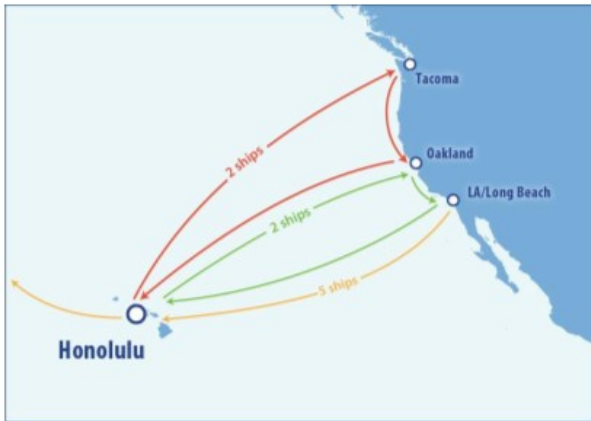 Tacoma
2 ships
Oakland
LA/Long Beach
2 ships
5 ships
Honolulu